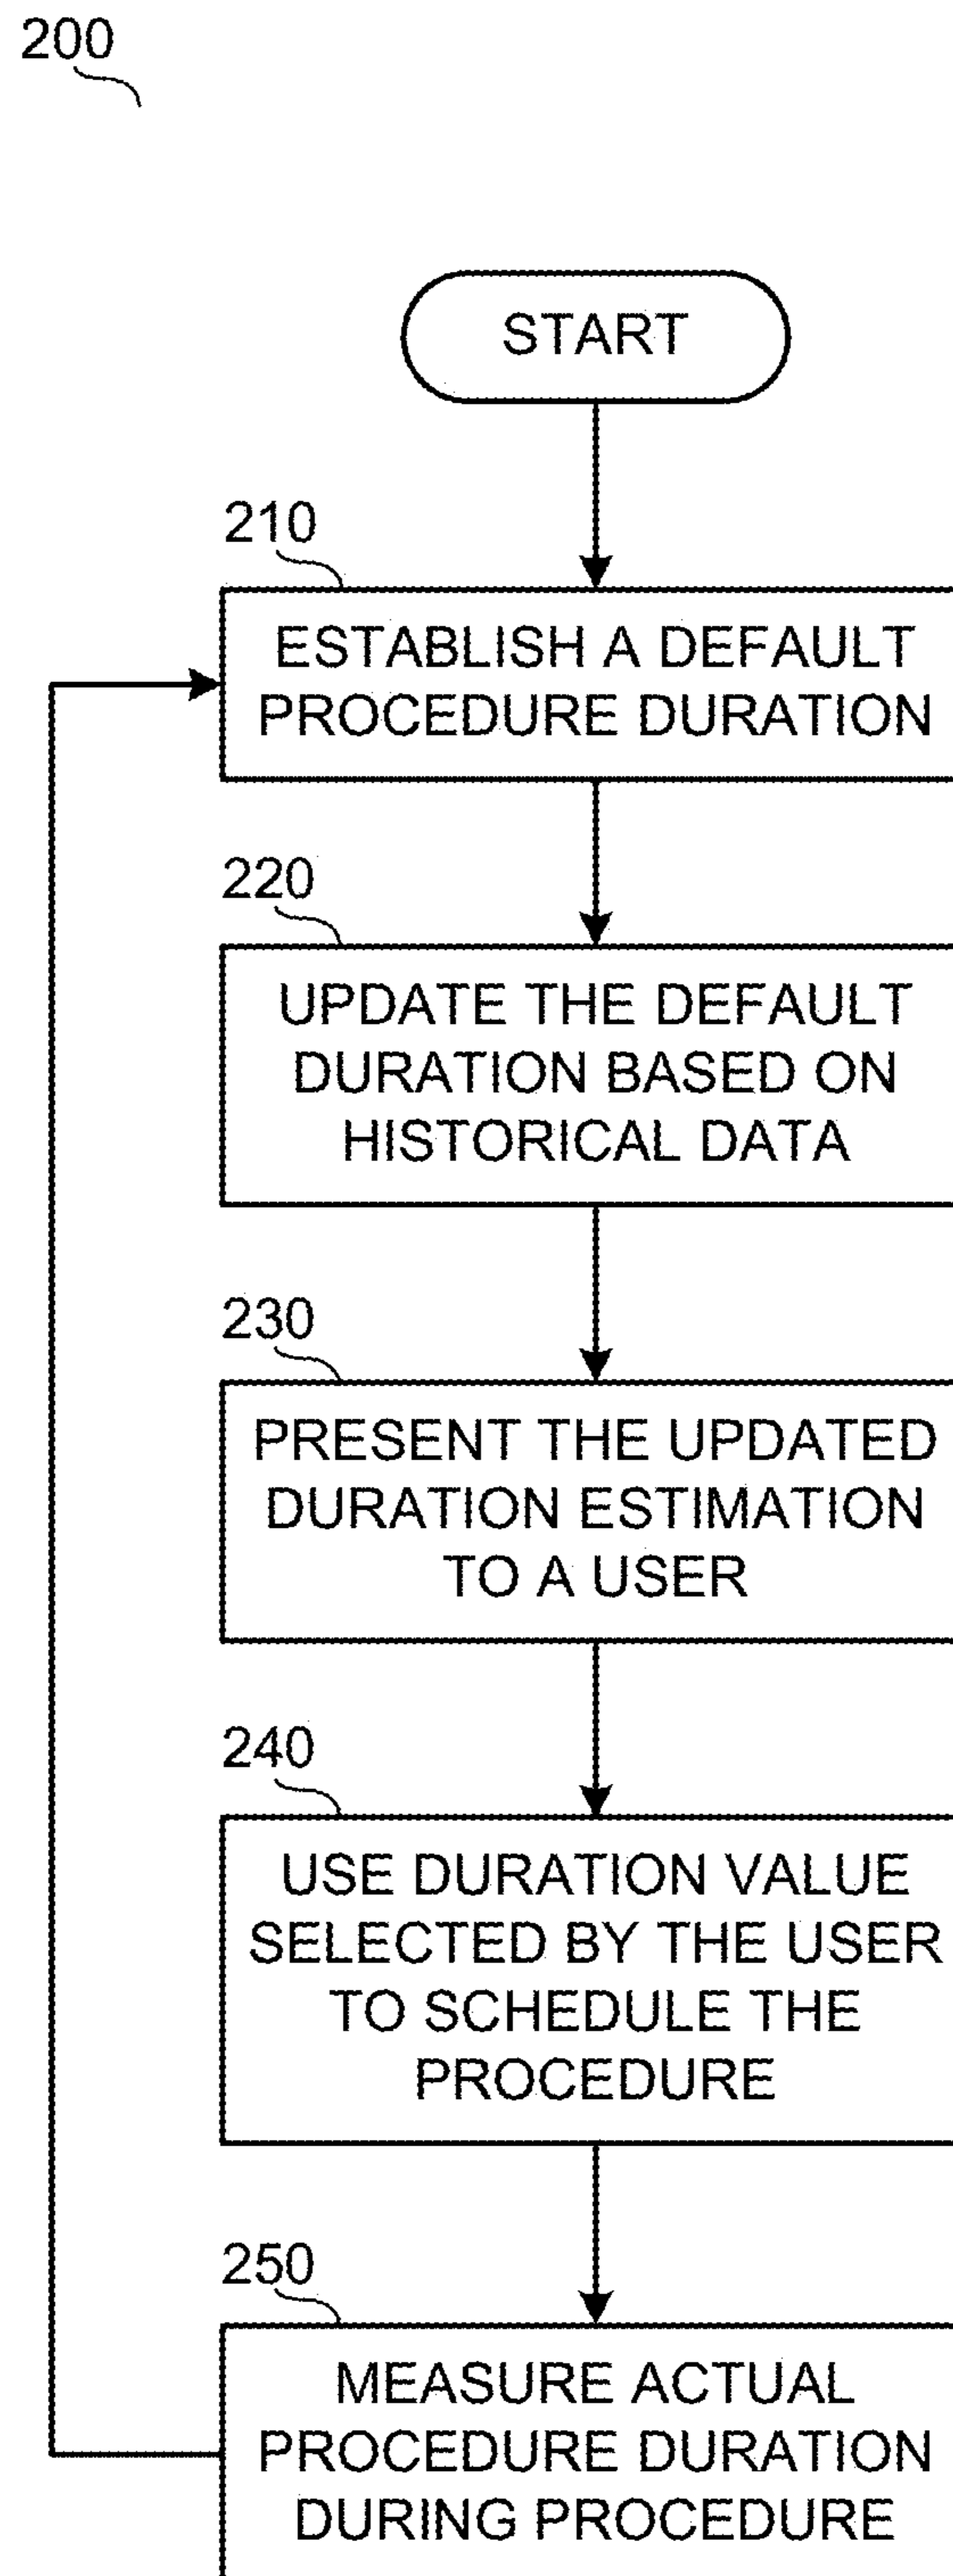 200
START
210
ESTABLISH A DEFAULT
PROCEDURE DURATION
220
UPDATE THE DEFAULT
DURATION BASED ON
HISTORICAL DATA
230
PRESENT THE UPDATED
DURATION ESTIMATION
TO A USER
240
USE DURATION VALUE
SELECTED BY THE USER
TO SCHEDULE THE
PROCEDURE
250
MEASURE ACTUAL
PROCEDURE DURATION
DURING PROCEDURE